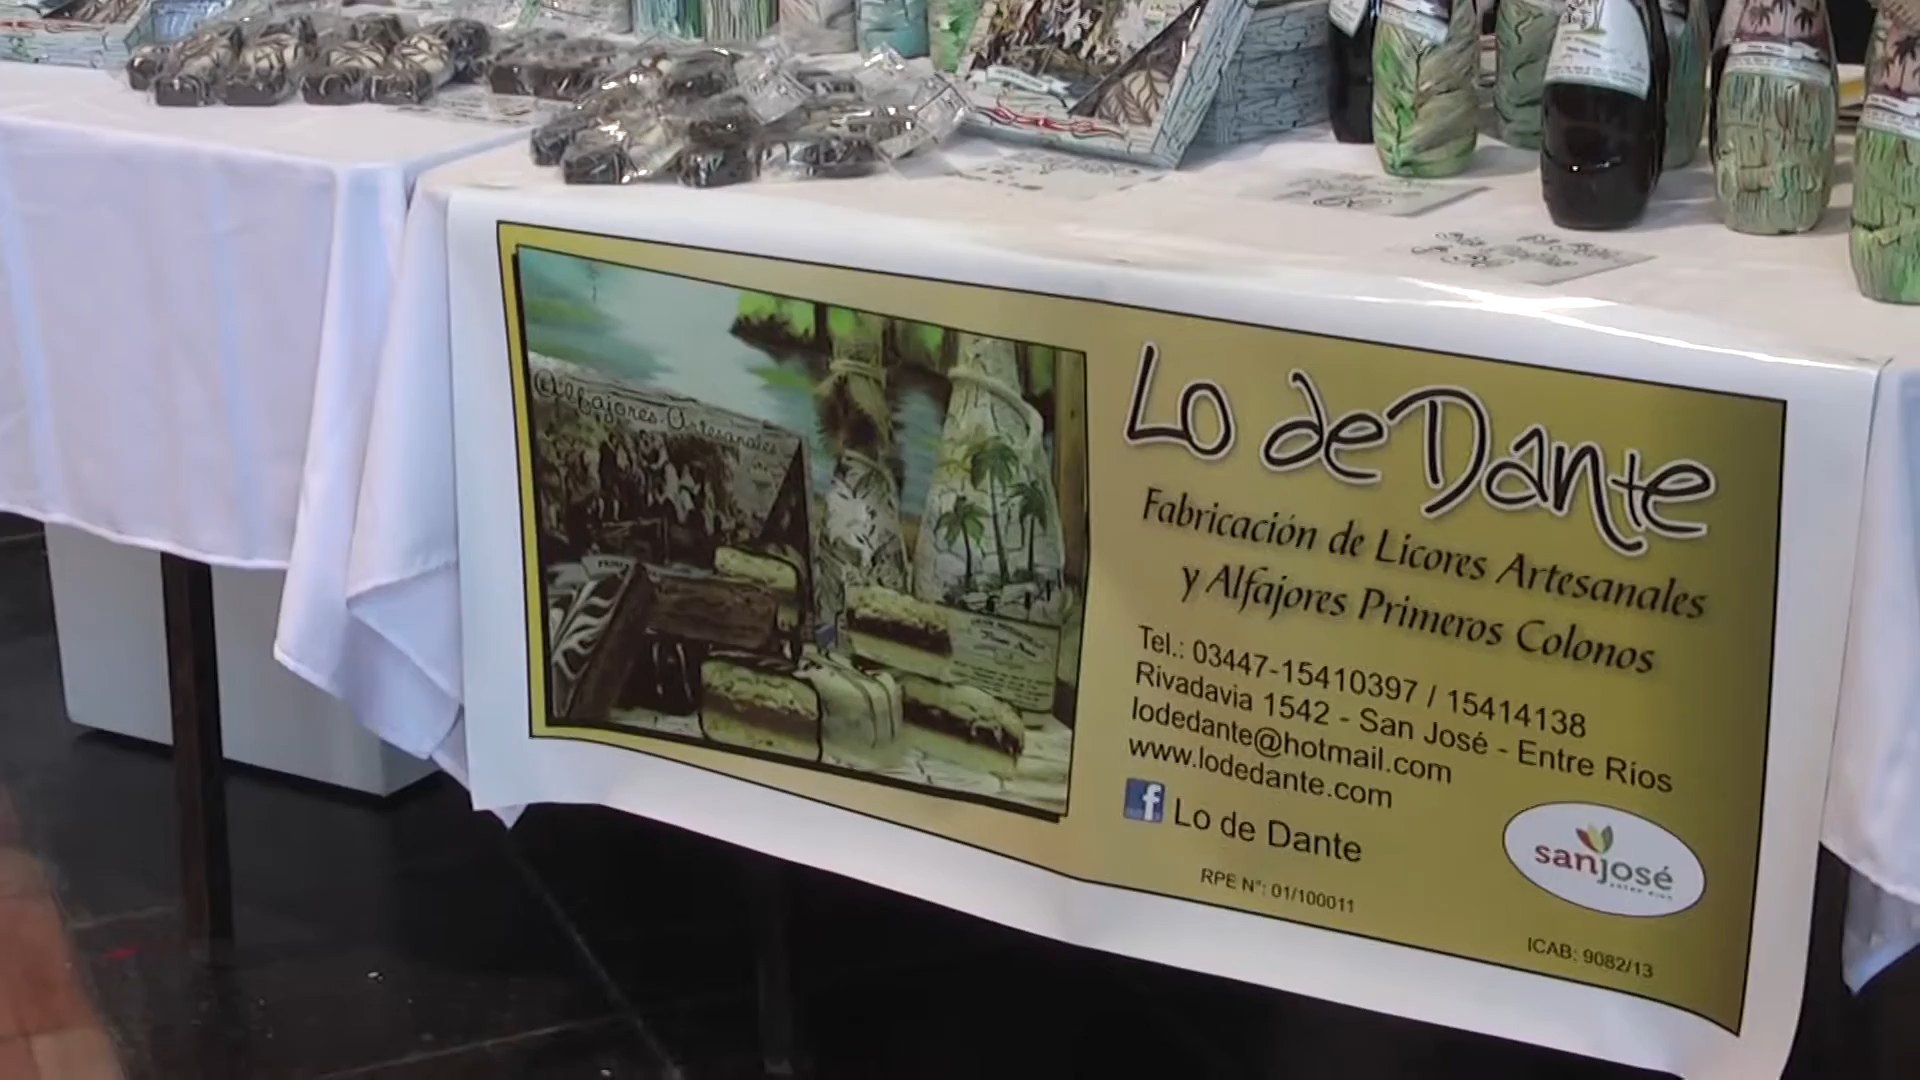 @Alfajores Artesanales
Lo de Dante
Fabricación de Licores Artesanales
y Alfajores Primeros Colonos
Tel.: 03447-15410397 / 15414138
Rivadavia 1542 - San José - Entre Ríos
lodedante@hotmail.com
www.lodedante.com
f Lo de Dante
sanjosé
RPE N°: 01/100011
ICAB: 9082/13